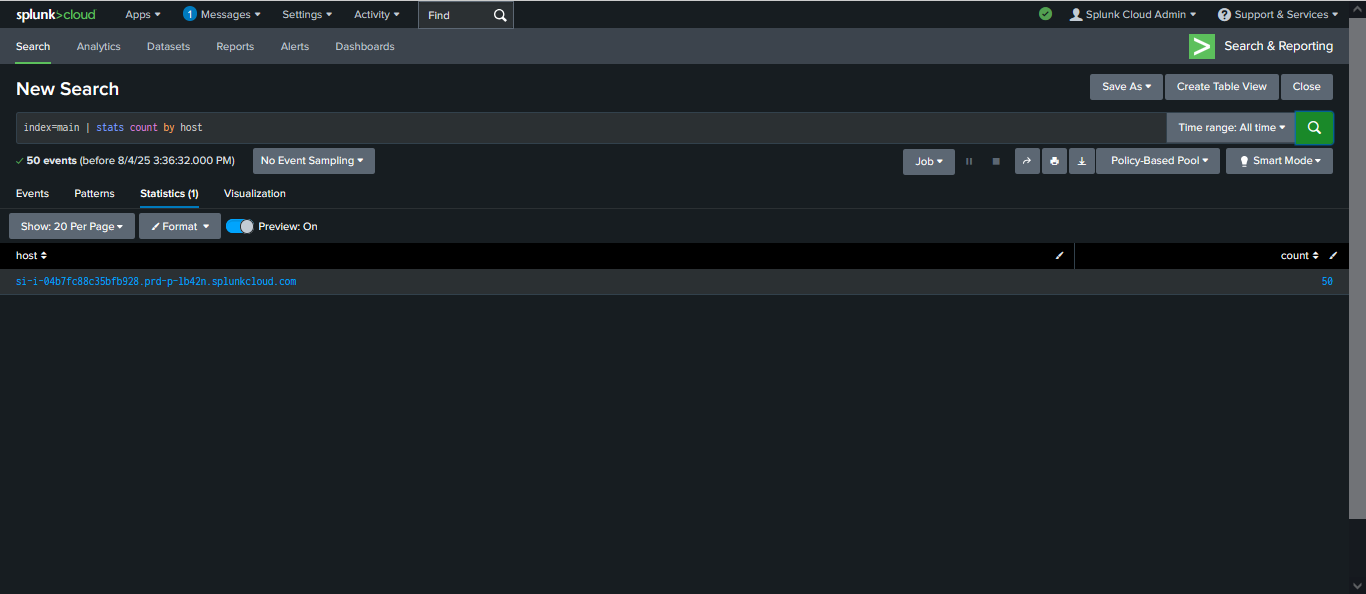 splunk>cloud Apps 1 Messages Settings Activity Find Splunk Cloud Admin ? Support & Services
Search Analytics Datasets Reports Alerts Dashboards > Search & Reporting
New Search Save As Create Table View Close
index=main | stats count by host Time range: All time
✓ 50 events (before 8/4/25 3:36:32.000 PM) No Event Sampling Job Policy-Based Pool Smart Mode
Events Patterns Statistics (1) Visualization
Show: 20 Per Page Format Preview: On
host count
si-i-04b7fc88c35bfb928.prd-p-1b42n.splunkcloud.com 50